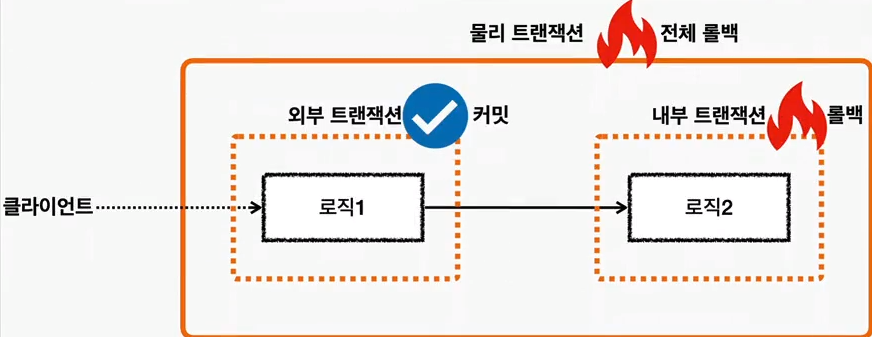 물리 트랜잭션 전체 롤백
외부 트랜잭션 커밋
내부 트랜잭션 롤백
클라이언트
로직1
로직2